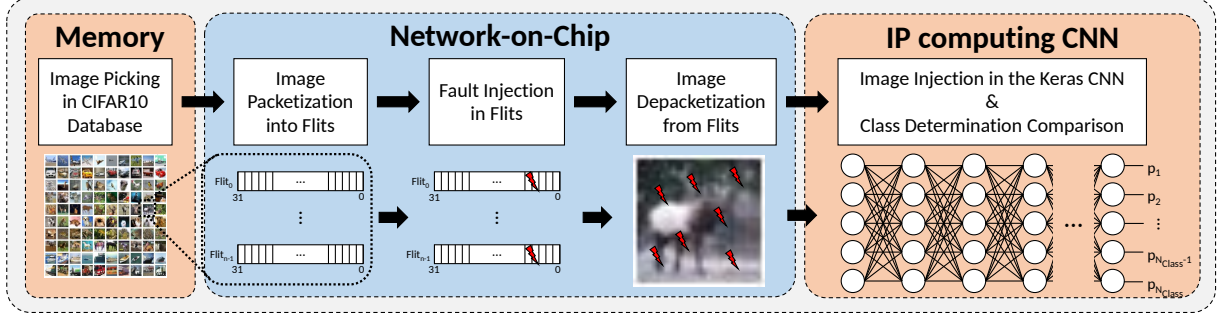 Memory
Network-on-Chip
IP computing CNN
Image Picking
in CIFAR10
Database
Image
Packetization
into Flits
Fault Injection
in Flits
Image
Depacketization
from Flits
Image Injection in the Keras CNN
&
Class Determination Comparison
Flit0
...
31
0
⋮
Flitn-1
...
31
0
Flit0
...
31
0
⋮
Flitn-1
...
31
0
...
p1
p2
⋮
pNClass-1
pNClass